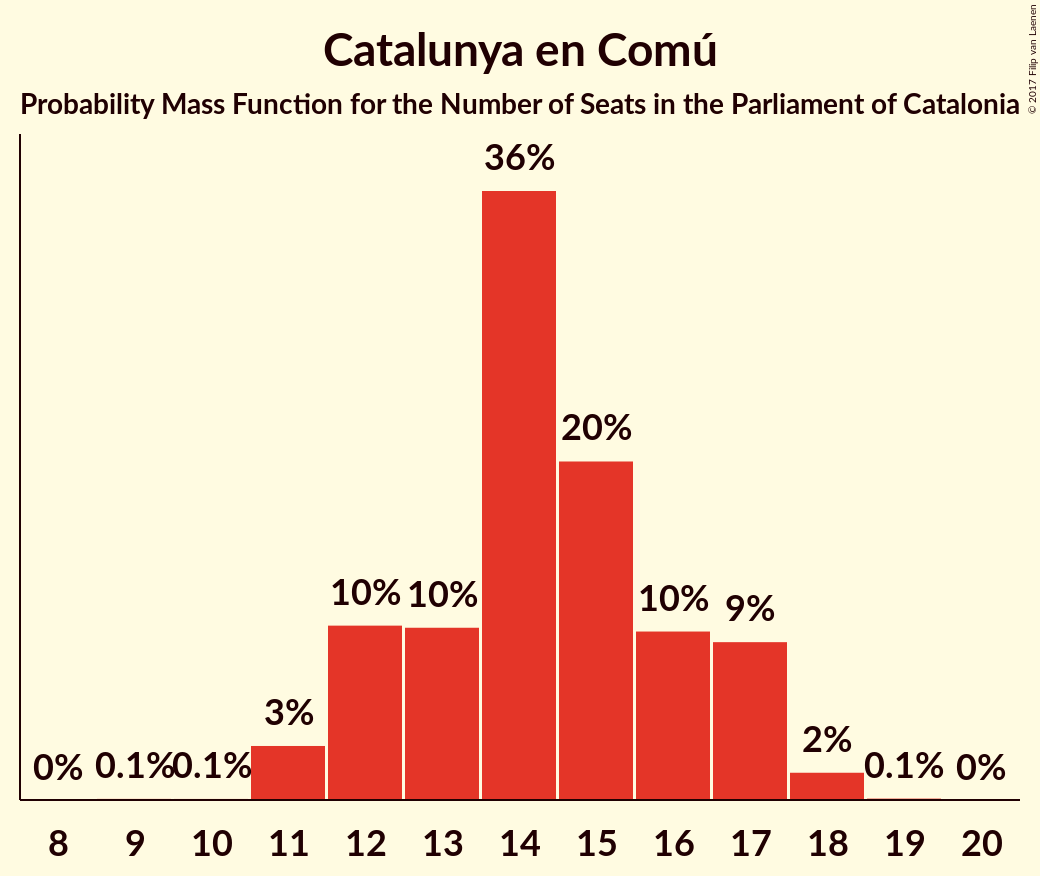 Catalunya en Comú
Probability Mass Function for the Number of Seats in the Parliament of Catalonia
© 2017 Filip van Laenen
36%
20%
10% 10% 10% 9%
3% 2%
0% 0.1% 0.1% 0.1% 0%
8 9 10 11 12 13 14 15 16 17 18 19 20